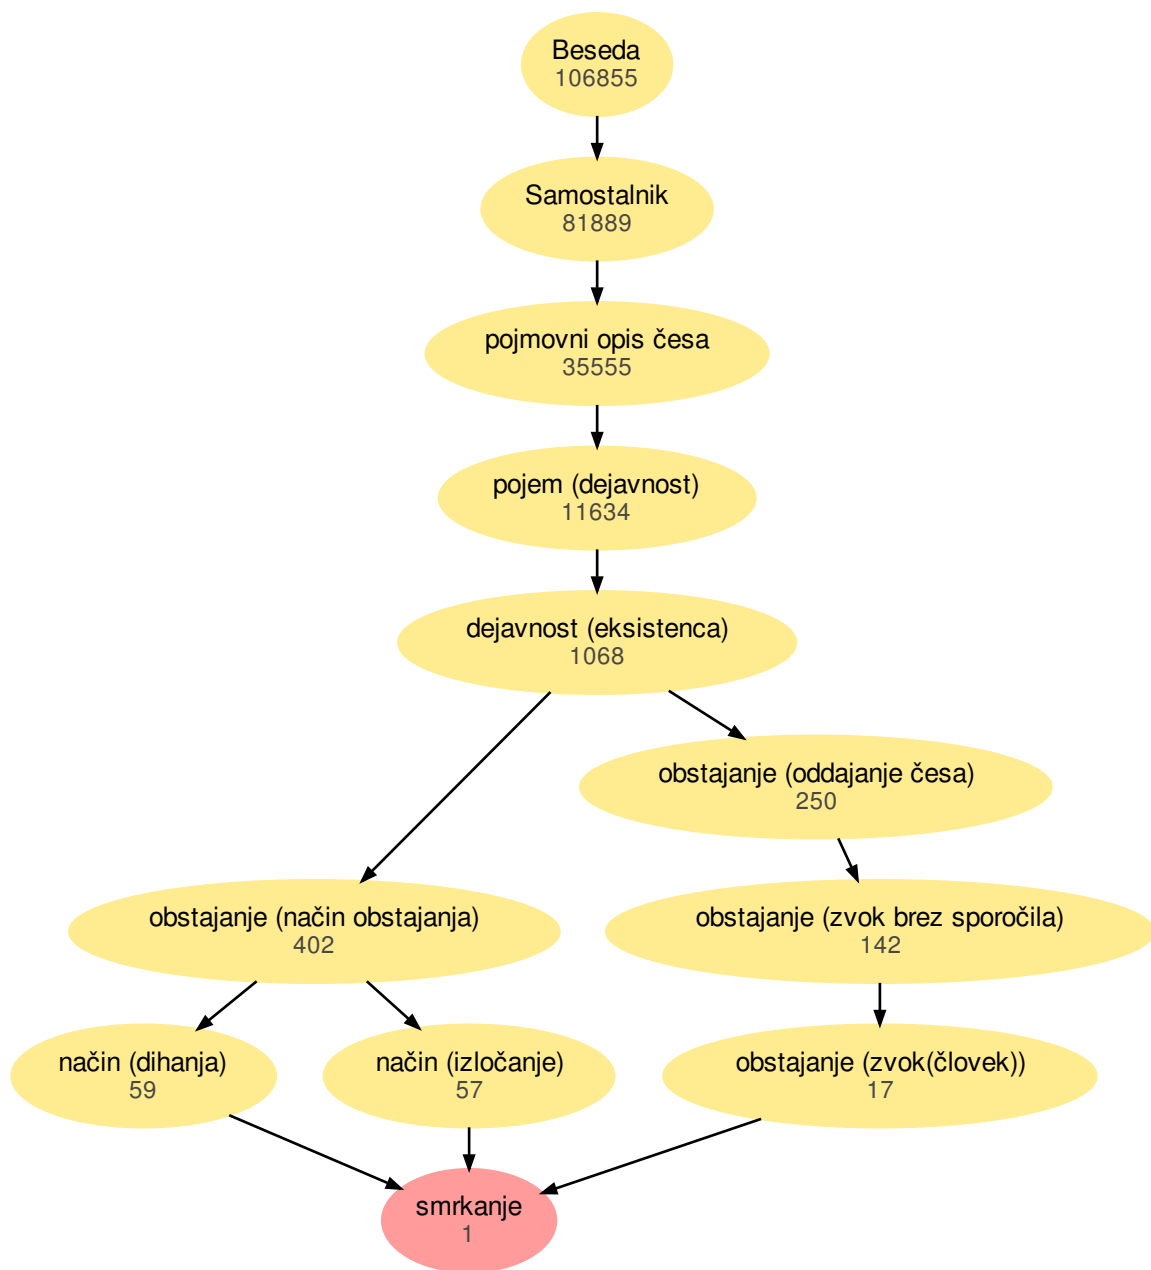 Beseda
106855
Samostalnik
81889
pojmovni opis česa
35555
pojem (dejavnost)
11634
dejavnost (eksistenca)
1068
obstajanje (oddajanje česa)
250
obstajanje (način obstajanja)
402
obstajanje (zvok brez sporočila)
142
način (dihanja)
59
način (izločanje)
57
obstajanje (zvok(človek))
17
smrkanje
1